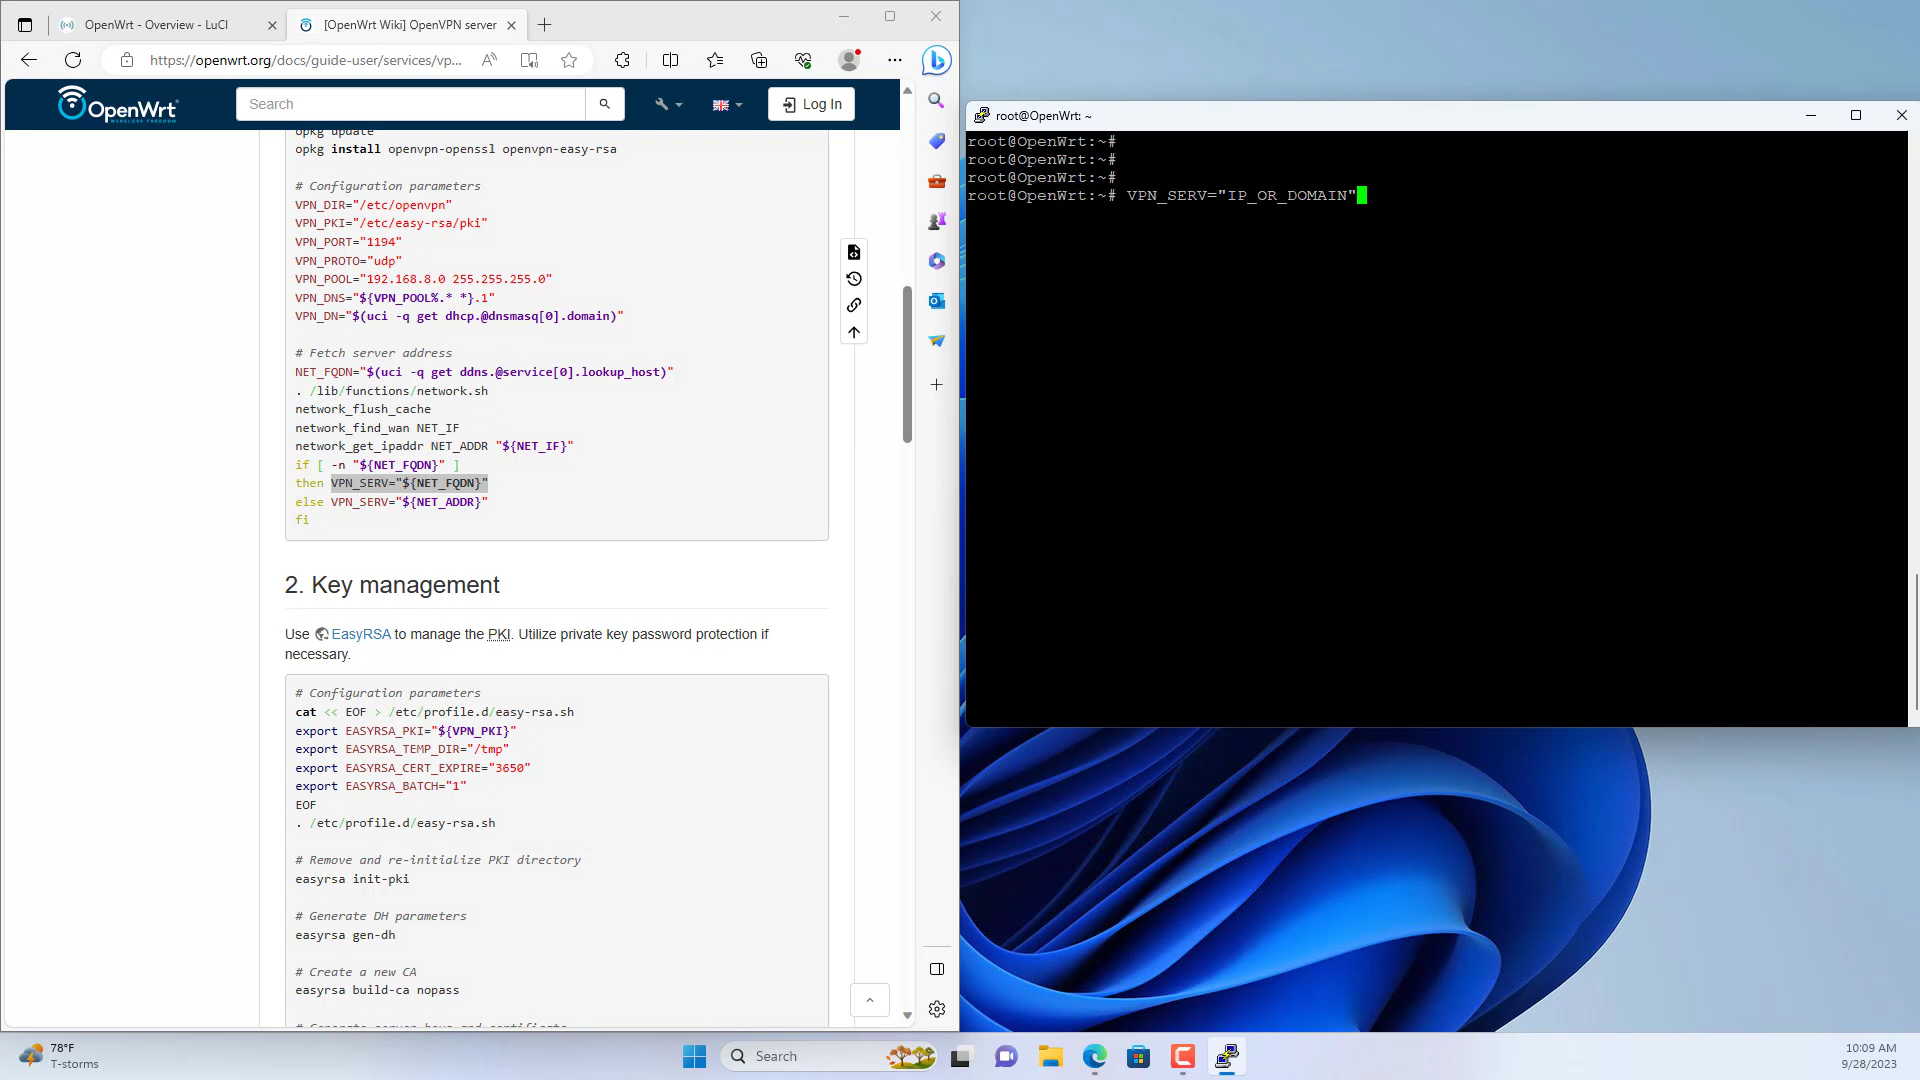 OpenWrt - Overview - LuCI
[OpenWrt Wiki] OpenVPN server
https://openwrt.org/docs/guide-user/services/vp...
OpenWrt
WIRELESS FREEDOM
Search
Log In
opkg update
opkg install openvpn-openssl openvpn-easy-rsa
# Configuration parameters
VPN_DIR="/etc/openvpn"
VPN_PKI="/etc/easy-rsa/pki"
VPN_PORT="1194"
VPN_PROTO="udp"
VPN_POOL="192.168.8.0 255.255.255.0"
VPN_DNS="${VPN_POOL%.* *}.1"
VPN_DN="$(uci -q get dhcp.@dnsmasq[0].domain)"
# Fetch server address
NET_FQDN="$(uci -q get ddns.@service[0].lookup_host)"
. /lib/functions/network.sh
network_flush_cache
network_find_wan NET_IF
network_get_ipaddr NET_ADDR "${NET_IF}"
if [ -n "${NET_FQDN}" ]
then VPN_SERV="${NET_FQDN}"
else VPN_SERV="${NET_ADDR}"
fi
2. Key management
Use EasyRSA to manage the PKI. Utilize private key password protection if
necessary.
# Configuration parameters
cat << EOF > /etc/profile.d/easy-rsa.sh
export EASYRSA_PKI="${VPN_PKI}"
export EASYRSA_TEMP_DIR="/tmp"
export EASYRSA_CERT_EXPIRE="3650"
export EASYRSA_BATCH="1"
EOF
. /etc/profile.d/easy-rsa.sh
# Remove and re-initialize PKI directory
easyrsa init-pki
# Generate DH parameters
easyrsa gen-dh
# Create a new CA
easyrsa build-ca nopass
root@OpenWrt: ~
root@OpenWrt:~#
root@OpenWrt:~#
root@OpenWrt:~#
root@OpenWrt:~# VPN_SERV="IP_OR_DOMAIN"
78°F
T-storms
Search
10:09 AM
9/28/2023